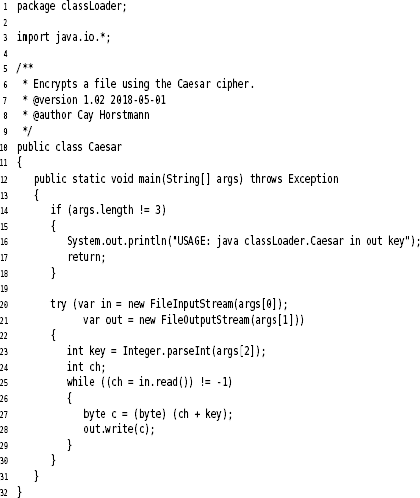 1 package classLoader;
2
3 import java.io.*;
4
5 /**
6 * Encrypts a file using the Caesar cipher.
7 * @version 1.02 2018-05-01
8 * @author Cay Horstmann
9 */
10 public class Caesar
11 {
12 public static void main(String[] args) throws Exception
13 {
14 if (args.length != 3)
15 {
16 System.out.println("USAGE: java classLoader.Caesar in out key");
17 return;
18 }
19
20 try (var in = new FileInputStream(args[0]);
21 var out = new FileOutputStream(args[1]))
22 {
23 int key = Integer.parseInt(args[2]);
24 int ch;
25 while ((ch = in.read()) != -1)
26 {
27 byte c = (byte) (ch + key);
28 out.write(c);
29 }
30 }
31 }
32 }